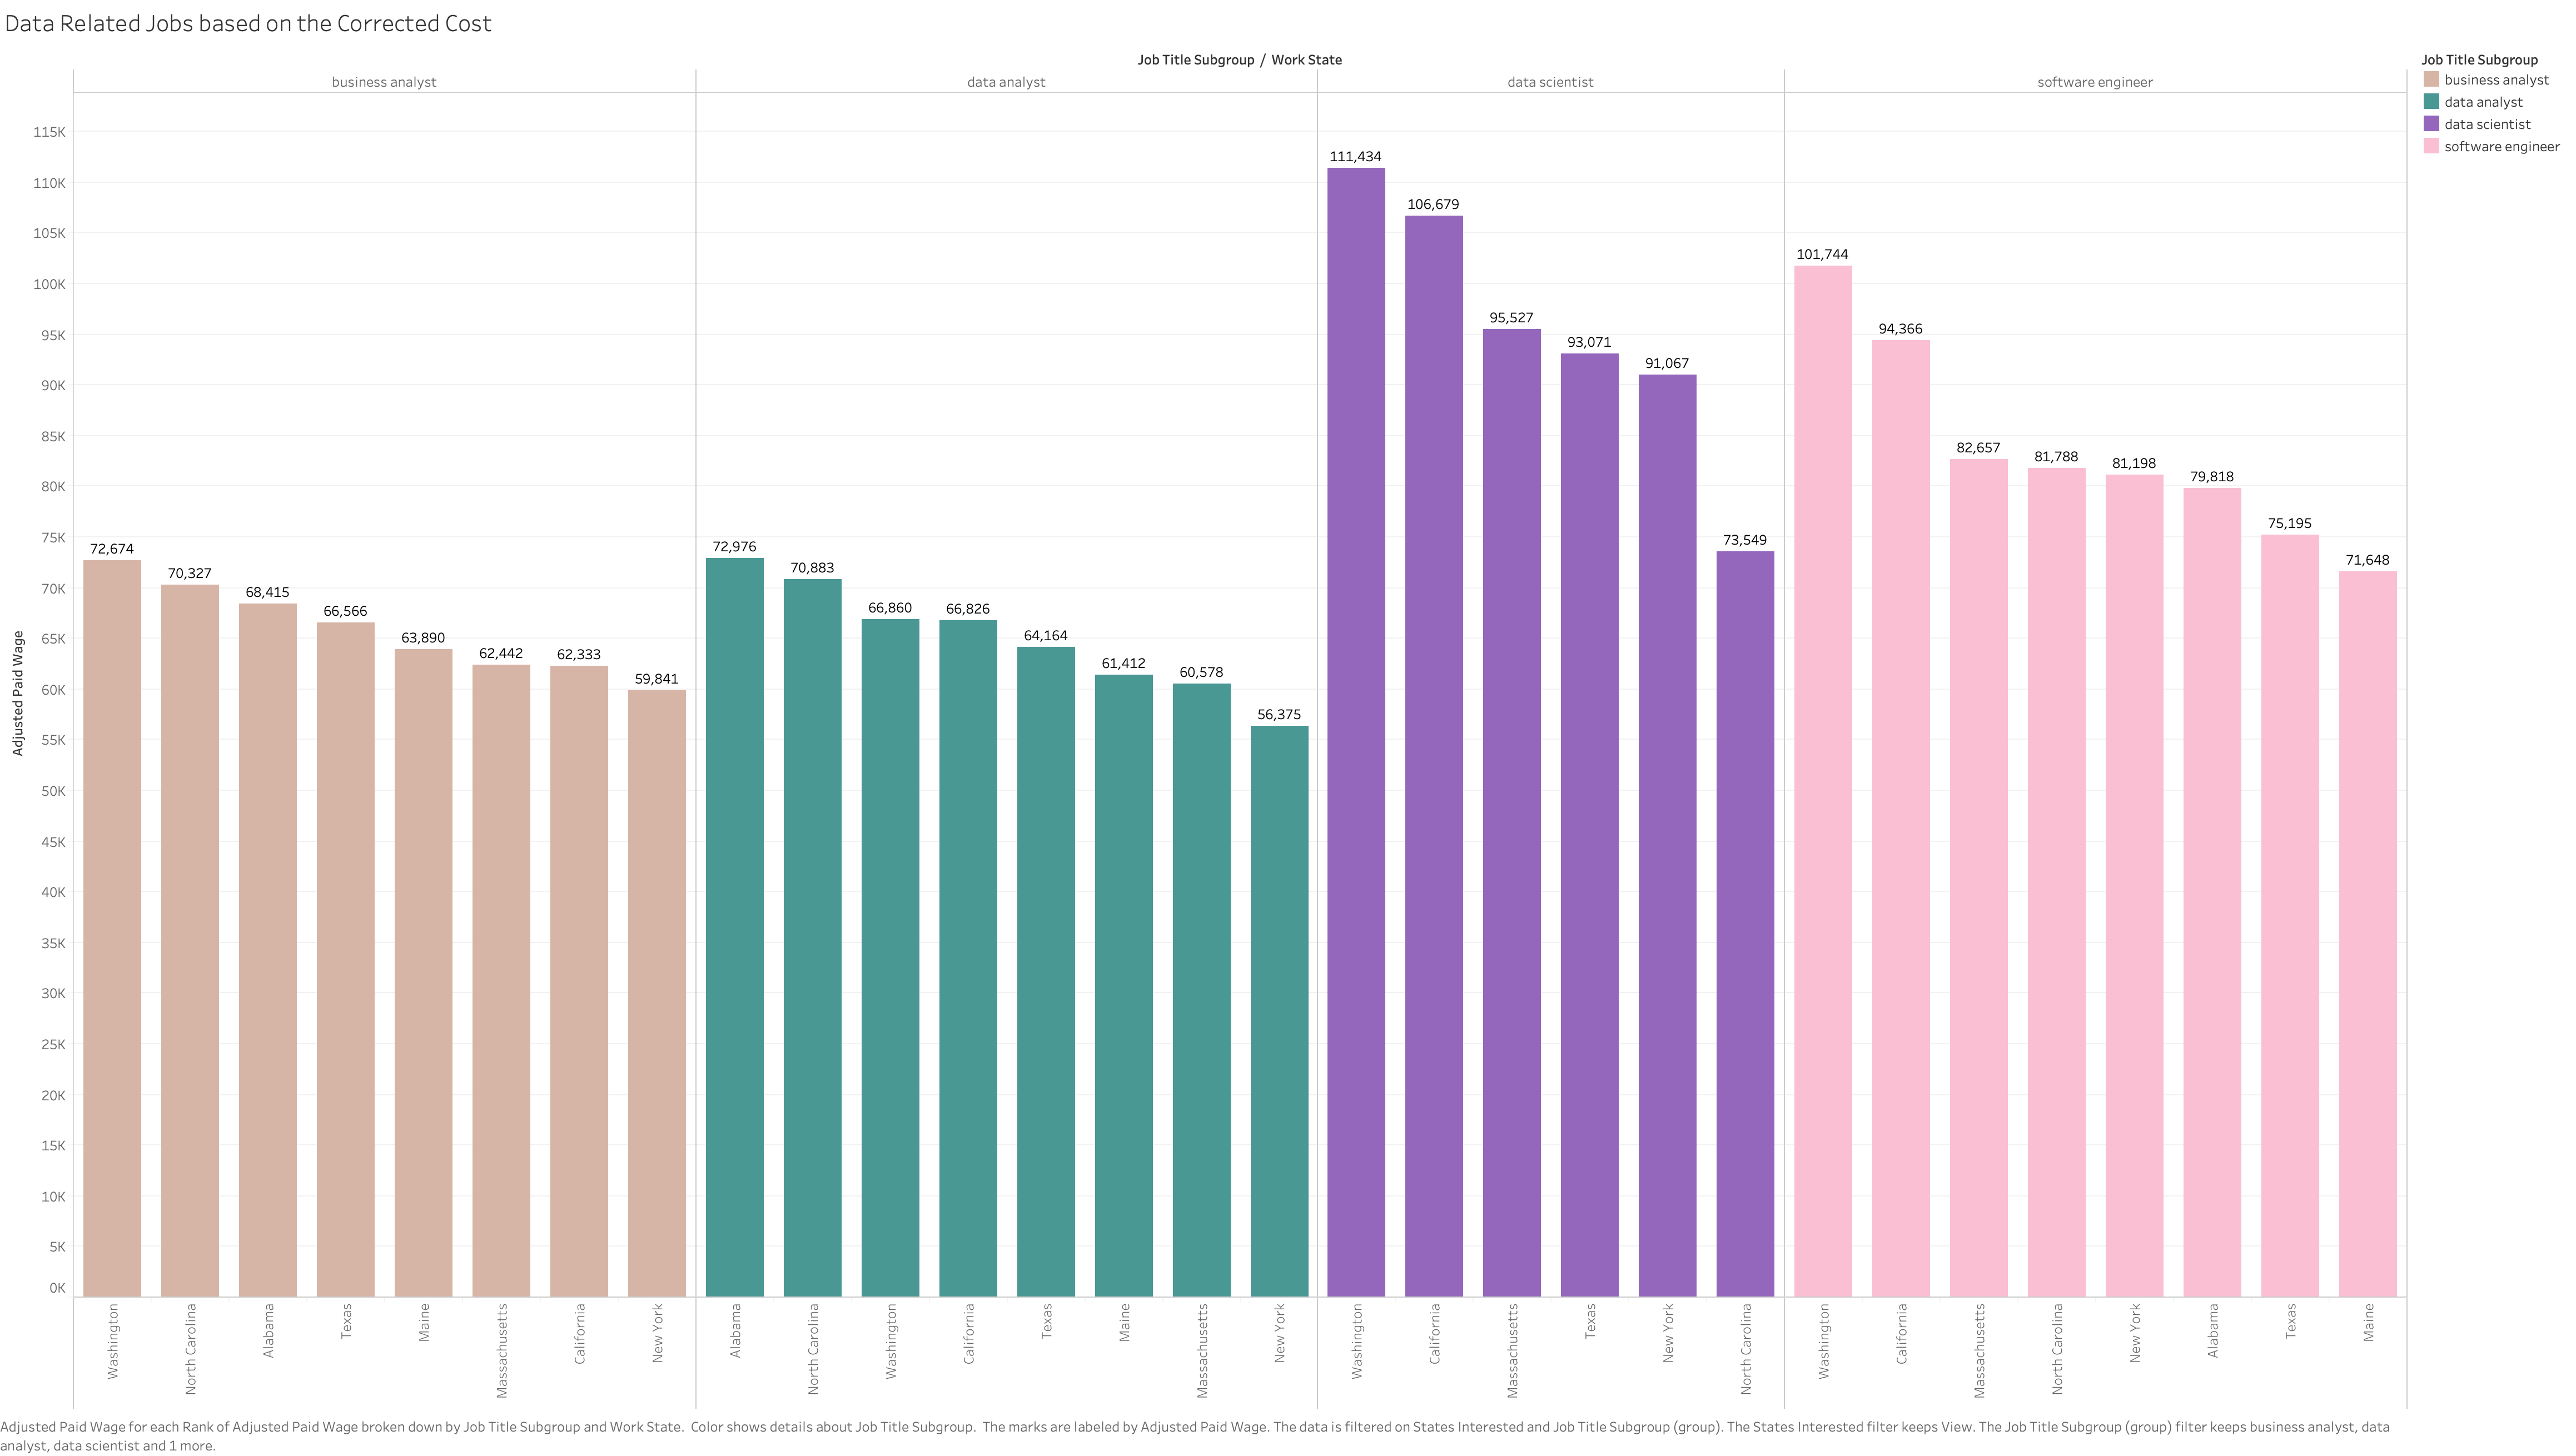 Data Related Jobs based on the Corrected Cost
Job Title Subgroup / Work State
business analyst
data analyst
data scientist
software engineer
Job Title Subgroup
business analyst
data analyst
data scientist
software engineer
Adjusted Paid Wage
115K
110K
105K
100K
95K
90K
85K
80K
75K
70K
65K
60K
55K
50K
45K
40K
35K
30K
25K
20K
15K
10K
5K
0K
72,674
70,327
68,415
66,566
63,890
62,442
62,333
59,841
72,976
70,883
66,860
66,826
64,164
61,412
60,578
56,375
111,434
106,679
95,527
93,071
91,067
73,549
101,744
94,366
82,657
81,788
81,198
79,818
75,195
71,648
Washington
North Carolina
Alabama
Texas
Maine
Massachusetts
California
New York
Alabama
North Carolina
Washington
California
Texas
Maine
Massachusetts
New York
Washington
California
Massachusetts
Texas
New York
North Carolina
Washington
California
Massachusetts
North Carolina
New York
Alabama
Texas
Maine
Adjusted Paid Wage for each Rank of Adjusted Paid Wage broken down by Job Title Subgroup and Work State.  Color shows details about Job Title Subgroup.  The marks are labeled by Adjusted Paid Wage. The data is filtered on States Interested and Job Title Subgroup (group). The States Interested filter keeps View. The Job Title Subgroup (group) filter keeps business analyst, data
analyst, data scientist and 1 more.